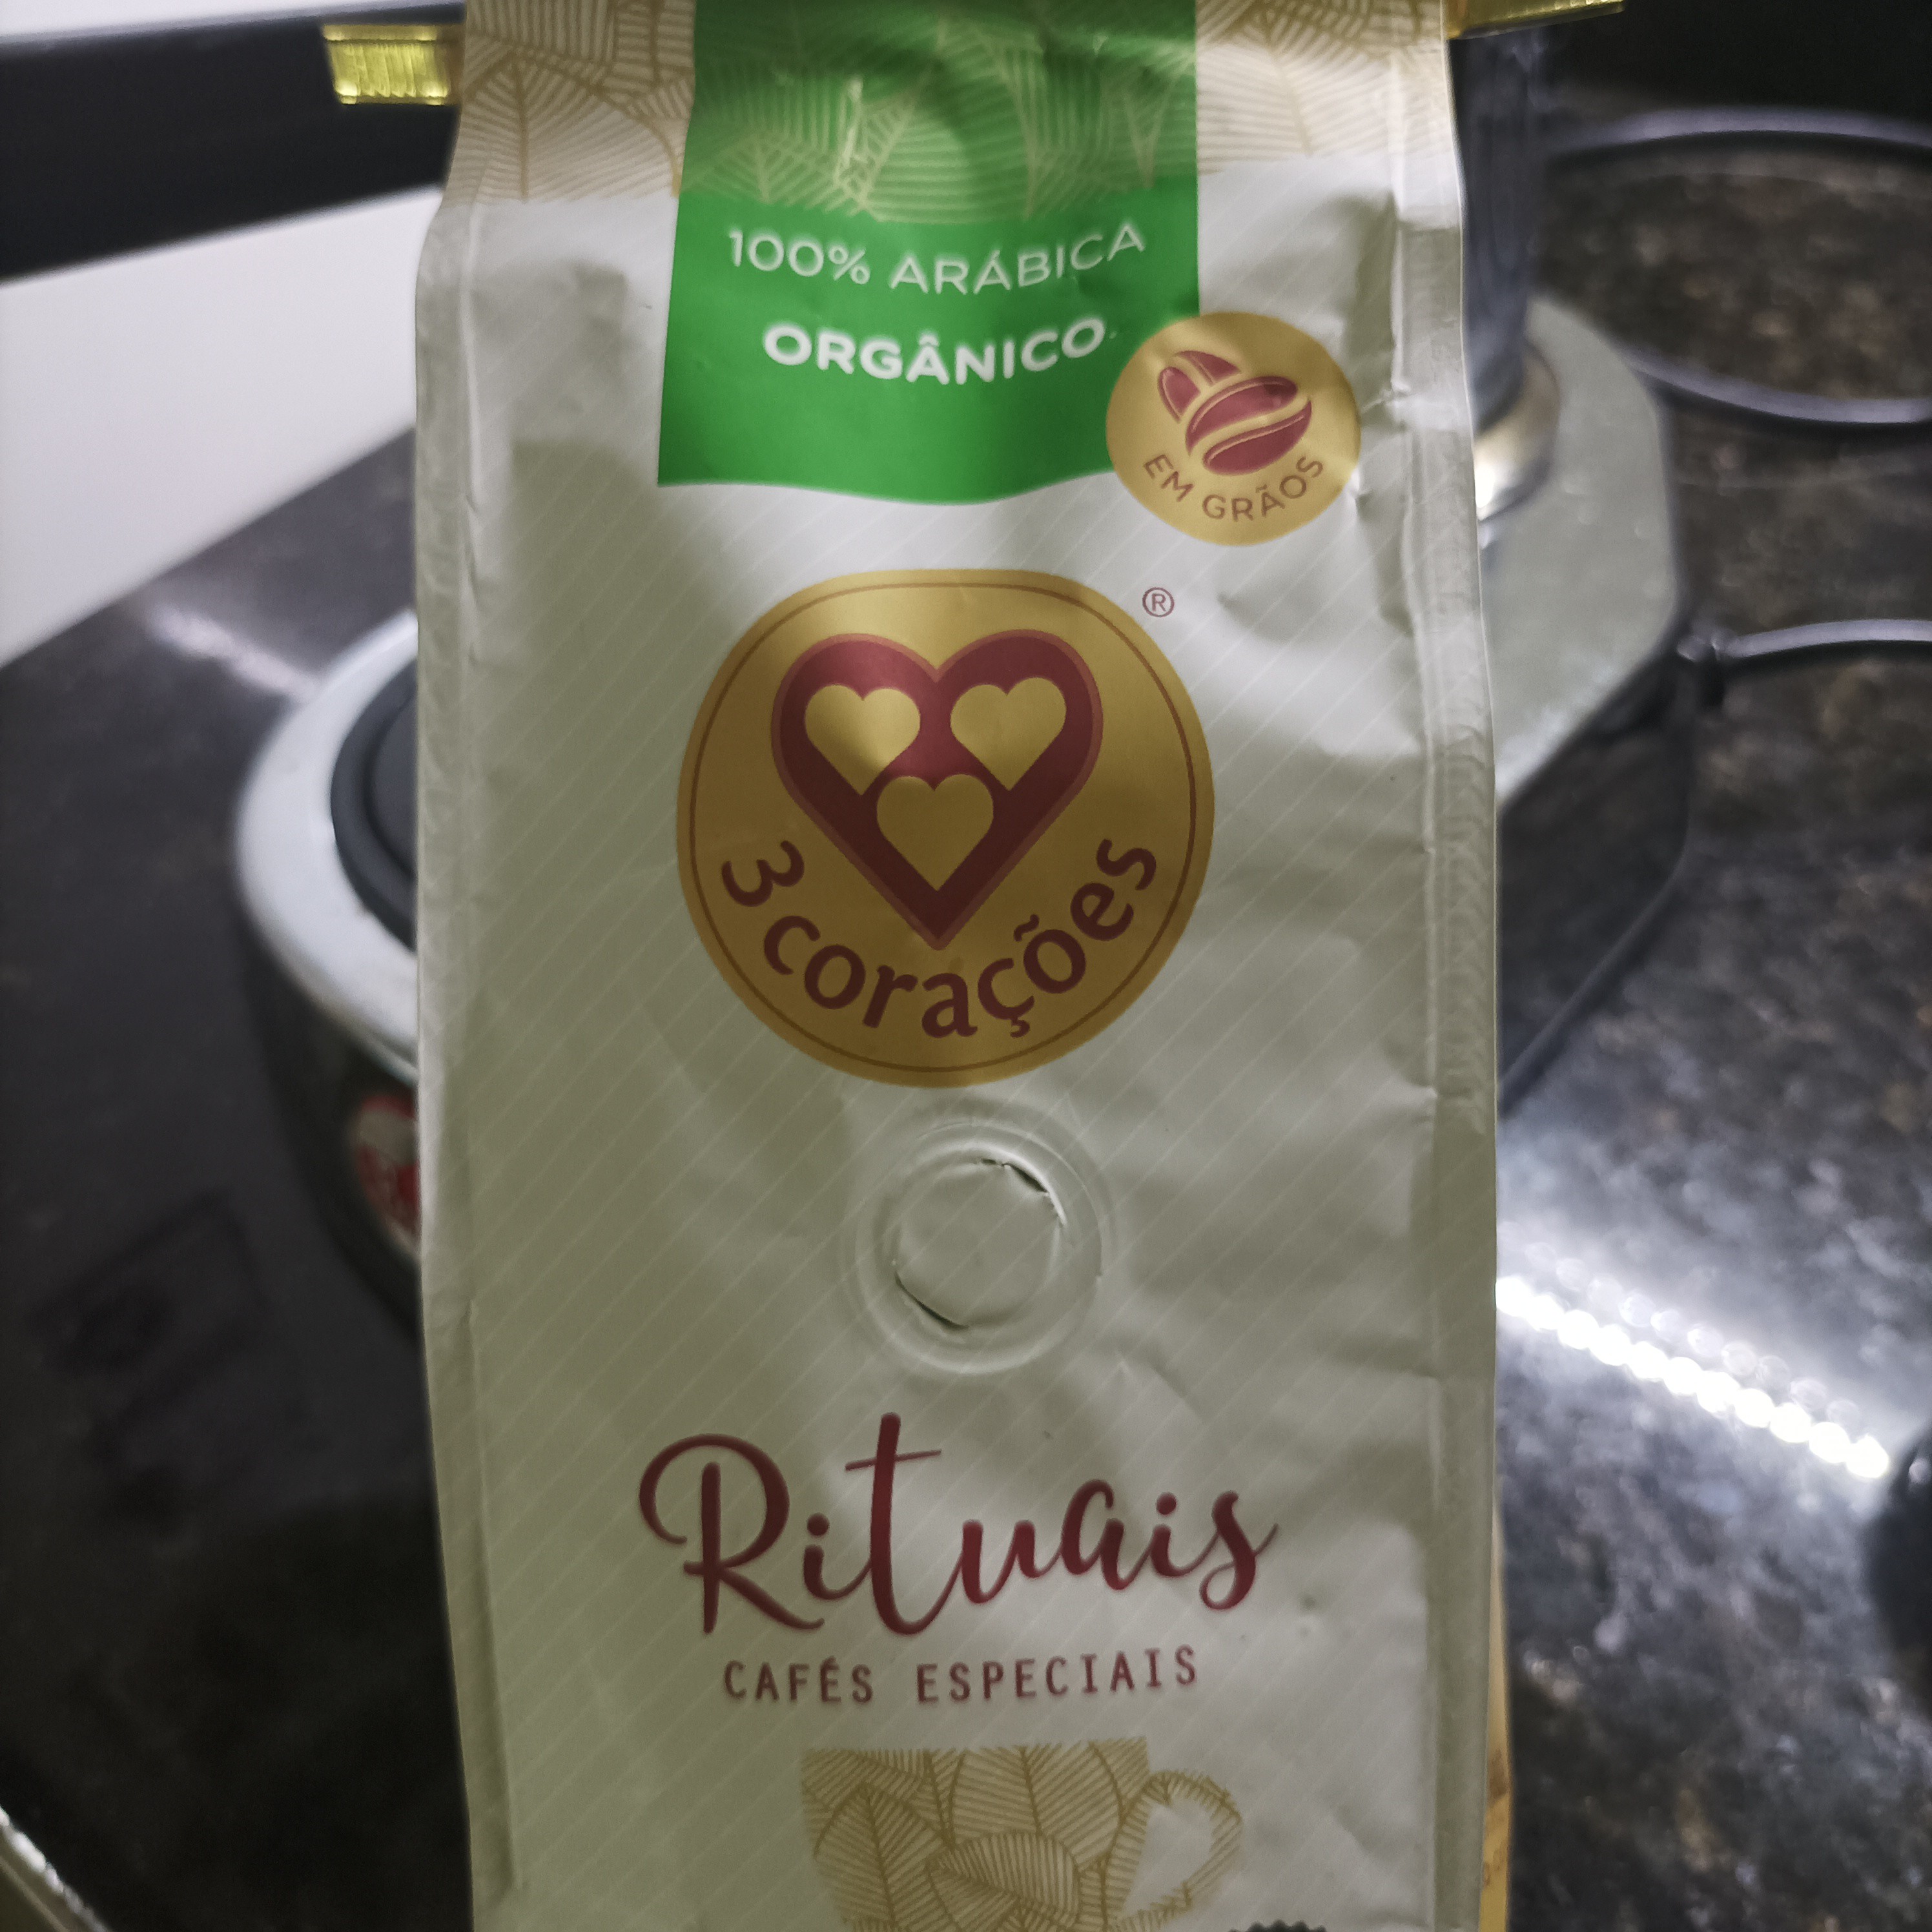 100% ARÁBICA
ORGÂNICO
EM GRÃOS
®
3 corações
Rituais
CAFÉS ESPECIAIS